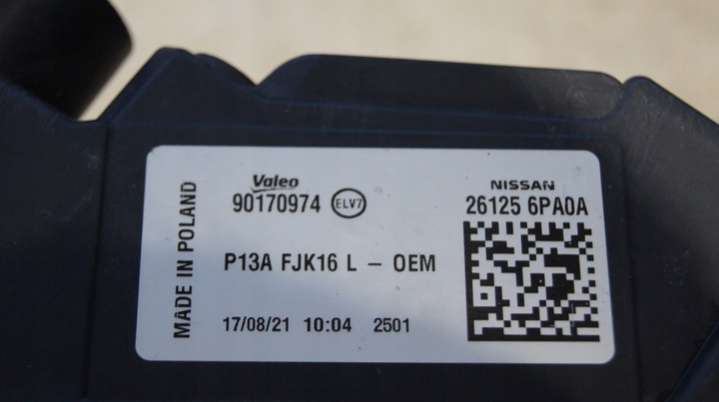 MADE IN POLAND
Valeo
90170974 ELV7
NISSAN
26125 6PA0A
P13A FJK16 L - OEM
17/08/21 10:04 2501